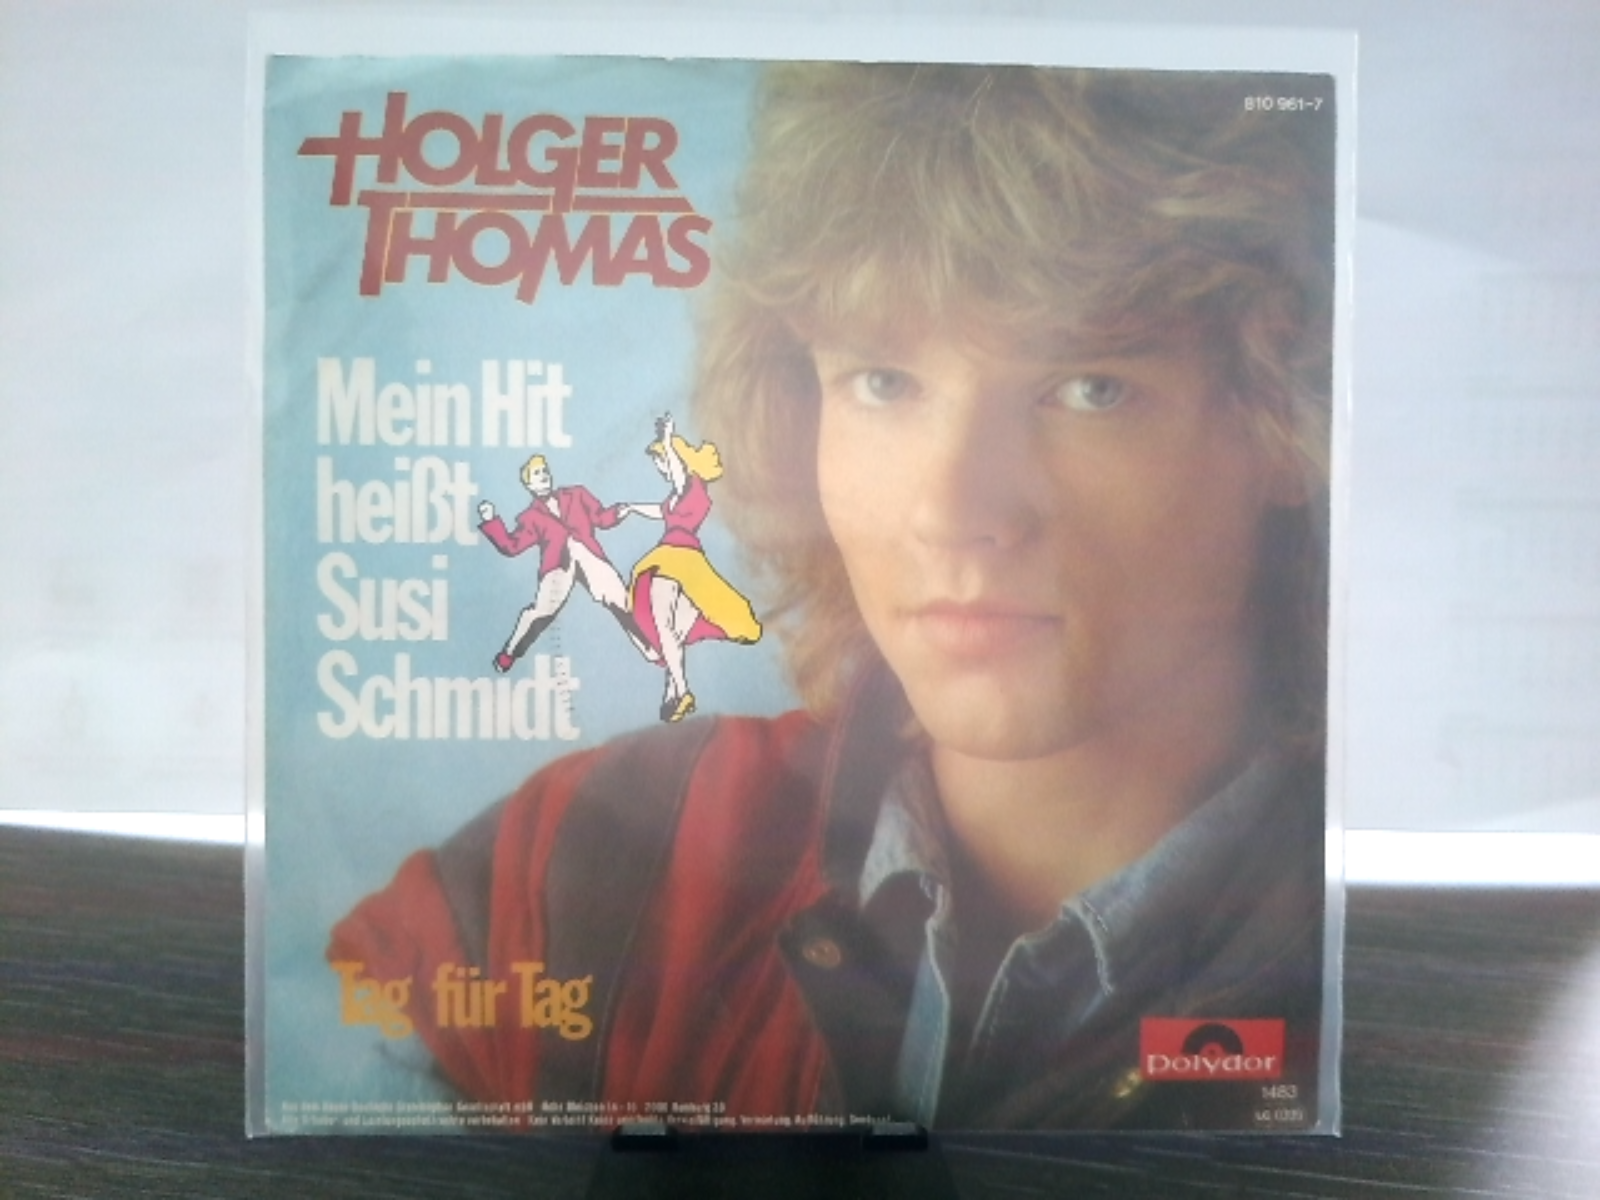 810 961-7
HOLGER
THOMAS
Mein Hit
heißt
Susi
Schmidt
Tag für Tag
polydor
1483